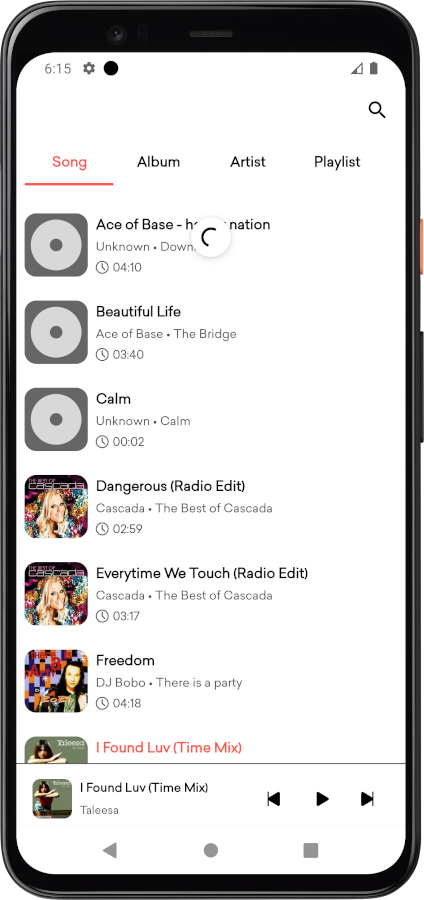 6:15
Song Album Artist Playlist
Ace of Base - ha nation
Unknown • Down
04:10
Beautiful Life
Ace of Base • The Bridge
03:40
Calm
Unknown • Calm
00:02
THE BEST OF
CASCADA
Dangerous (Radio Edit)
Cascada • The Best of Cascada
02:59
THE BEST OF
CASCADA
Everytime We Touch (Radio Edit)
Cascada • The Best of Cascada
03:17
Freedom
DJ Bobo • There is a party
04:18
Taleesa
I Found Luv (Time Mix)
Taleesa
I Found Luv (Time Mix)
Taleesa